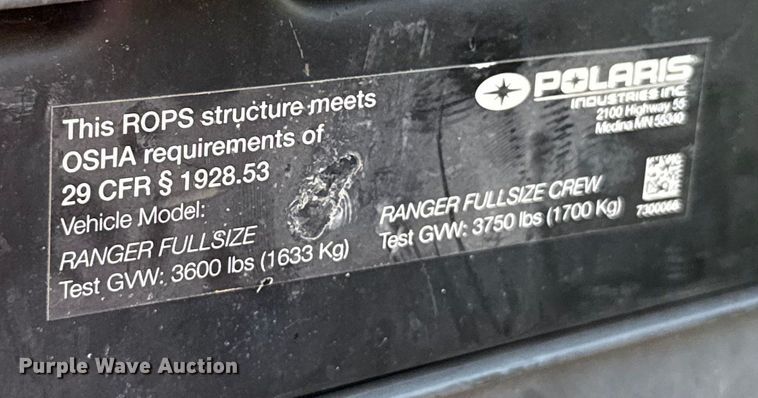 This ROPS structure meets
OSHA requirements of
29 CFR § 1928.53
Vehicle Model:
RANGER FULLSIZE
Test GVW: 3600 lbs (1633 Kg)
RANGER FULLSIZE CREW
Test GVW: 3750 lbs (1700 Kg)
POLARIS
INDUSTRIES INC.
2100 Highway 55
Medina MN 55340
7300066
Purple Wave Auction